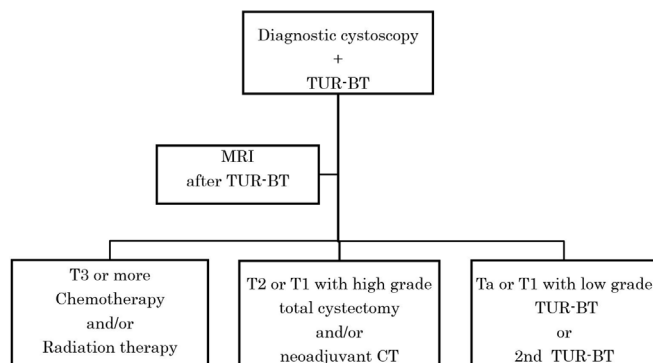 Diagnostic cystoscopy
+
TUR-BT
MRI
after TUR-BT
T3 or more
Chemotherapy
and/or
Radiation therapy
T2 or T1 with high grade
total cystectomy
and/or
neoadjuvant CT
Ta or T1 with low grade
TUR-BT
or
2nd TUR-BT